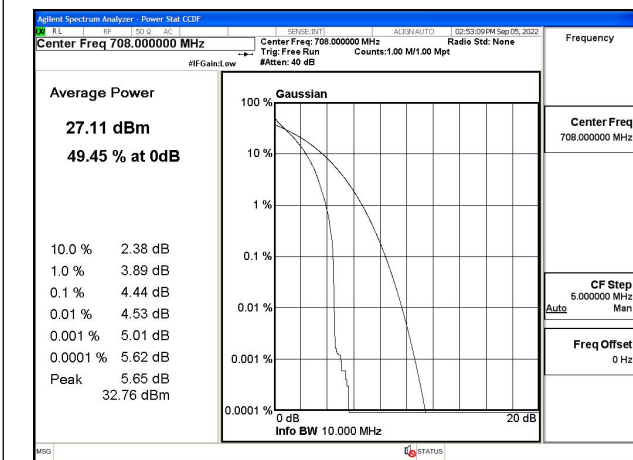 Agilent Spectrum Analyzer - Power Stat CCDF
LXI RL RF 50 Ω AC SENSE:INT ALIGN AUTO 02:53:09 PM Sep 05, 2022
Center Freq 708.000000 MHz
Center Freq: 708.000000 MHz Radio Std: None
Trig: Free Run Counts:1.00 M/1.00 Mpt
#IFGain:Low #Atten: 40 dB
Frequency
Average Power
27.11 dBm
49.45 % at 0dB
10.0 % 2.38 dB
1.0 % 3.89 dB
0.1 % 4.44 dB
0.01 % 4.53 dB
0.001 % 5.01 dB
0.0001 % 5.62 dB
Peak 5.65 dB
32.76 dBm
Gaussian
100 %
10 %
1 %
0.1 %
0.01 %
0.001 %
0.0001 %
0 dB 20 dB
Info BW 10.000 MHz
Center Freq
708.000000 MHz
CF Step
5.000000 MHz
Auto Man
Freq Offset
0 Hz
MSG STATUS